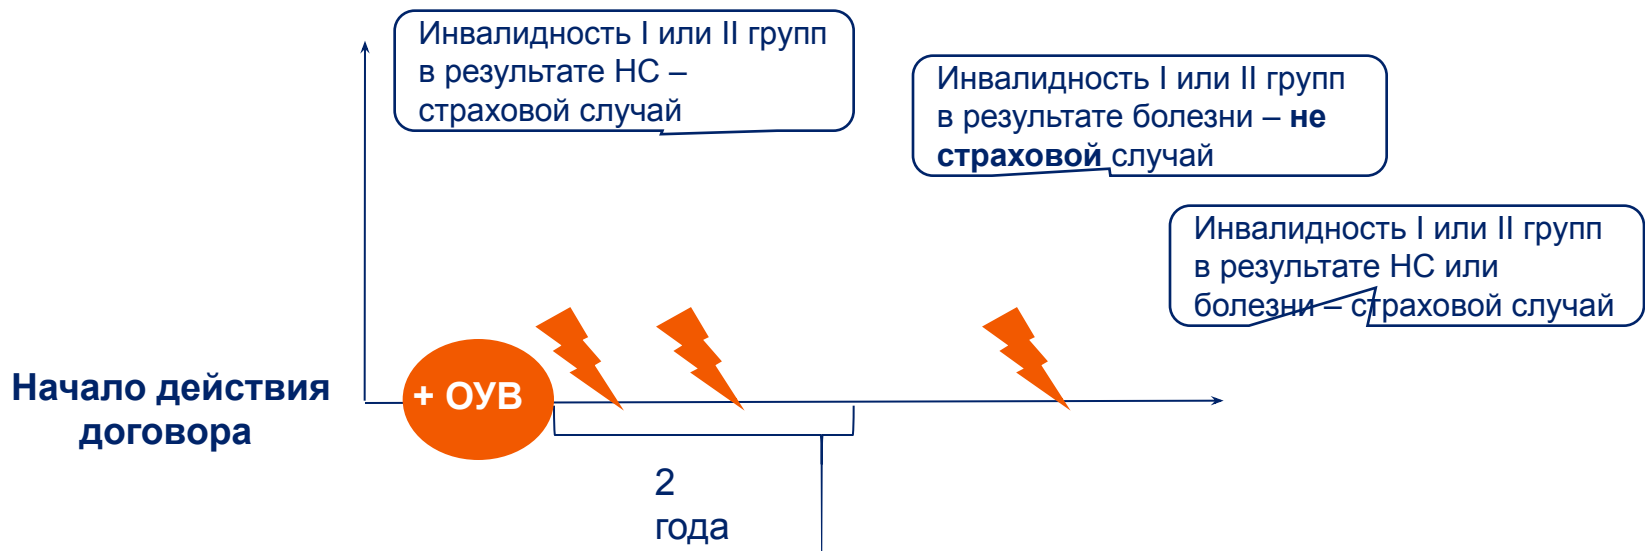 Инвалидность I или II групп
в результате НС –
страховой случай
Инвалидность I или II групп
в результате болезни – не
страховой случай
Инвалидность I или II групп
в результате НС или
болезни – страховой случай
+ ОУВ
Начало действия
договора
2
года